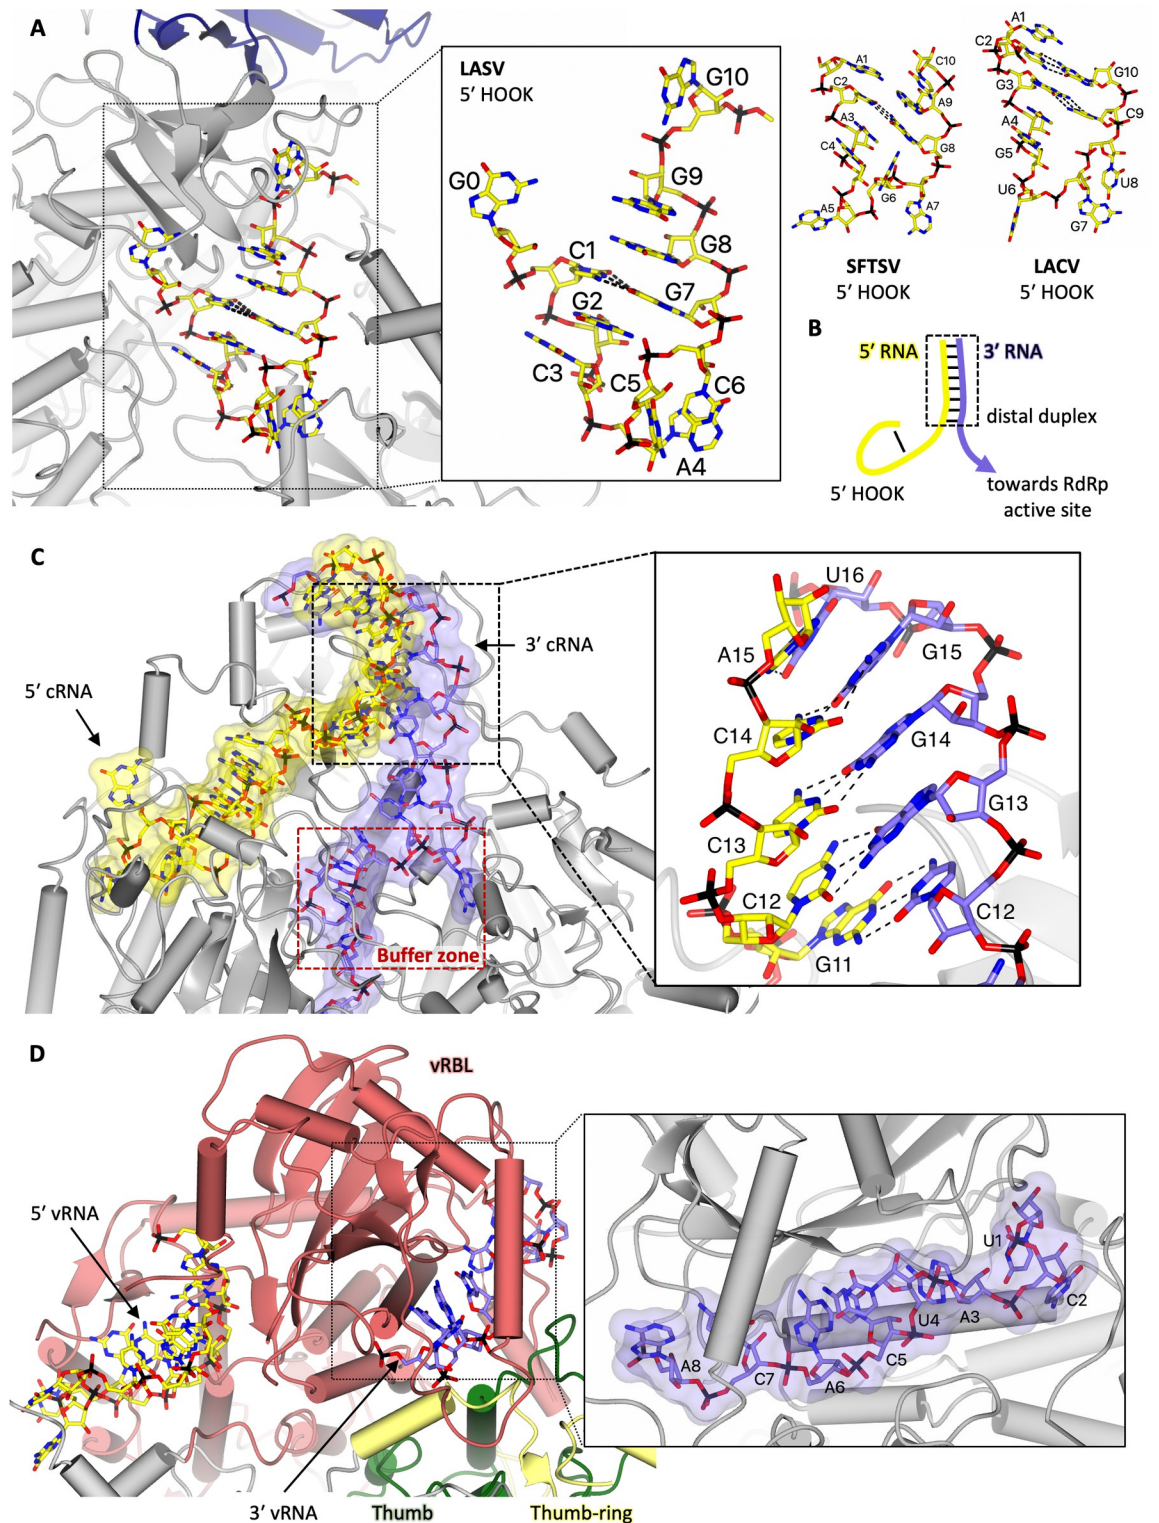 A
LASV
5′ HOOK
G10
G0
G9
G8
C1
G7
G2
C3
C5
C6
A4
A1
C10
C2
A9
A3
G8
C4
G6
A5
A7
SFTSV
5′ HOOK
A1
C2
G10
G3
C9
A4
G5
U6
U8
G7
LACV
5′ HOOK
B
5′ RNA
3′ RNA
distal duplex
5′ HOOK
towards RdRp
active site
C
5′ cRNA
3′ cRNA
Buffer zone
U16
A15
G15
C14
G14
G13
C13
C12
C12
G11
D
vRBL
5′ vRNA
3′ vRNA
Thumb
Thumb-ring
U1
C2
A3
U4
C5
A6
C7
A8